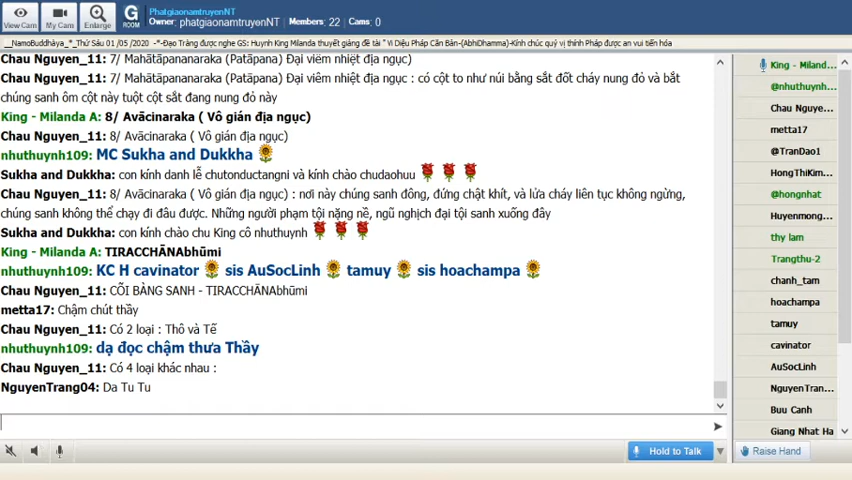 View Cam
My Cam
Enlarge
G
ROOM
PhatgiaonamtruyenNT
Owner: phatgiaonamtruyenNT Members: 22 Cams: 0
__NamoBuddhàya_*_Thứ Sáu 01 /05 /2020 -*-Đạo Tràng được nghe GS: Huynh King Milanda thuyết giảng đề tài " Vi Diệu Pháp Căn Bản-(AbhiDhamma)-Kính chúc quý vị thính Pháp được an vui tiến hóa
Chau Nguyen_11: 7/ Mahātāpananaraka (Patāpana) Đại viêm nhiệt địa ngục)
Chau Nguyen_11: 7/ Mahātāpananaraka (Patāpana) Đại viêm nhiệt địa ngục) : có cột to như núi bằng sắt đốt cháy nung đỏ và bắt
chúng sanh ôm cột này tuột cột sắt đang nung đỏ này
King - Milanda A: 8/ Avācinaraka ( Vô gián địa ngục)
Chau Nguyen_11: 8/ Avācinaraka (Vô gián địa ngục)
nhuthuynh109: MC Sukha and Dukkha
Sukha and Dukkha: con kính danh lễ chutonductangni và kính chào chudaohuu
Chau Nguyen_11: 8/ Avācinaraka (Vô gián địa ngục) : nơi này chúng sanh đông, đứng chật khít, và lửa cháy liên tục không ngừng,
chúng sanh không thể chạy đi đâu được. Những người phạm tội nặng nề, ngũ nghịch đại tội sanh xuống đây
Sukha and Dukkha: con kính chào chu King cô nhuthuynh
King - Milanda A: TIRACCHĀNAbhūmi
nhuthuynh109: KC H cavinator sis AuSocLinh tamuy sis hoachampa
Chau Nguyen_11: CÕI BÀNG SANH - TIRACCHĀNAbhūmi
metta17: Chậm chút thầy
Chau Nguyen_11: Có 2 loại : Thô và Tế
nhuthuynh109: dạ đọc chậm thưa Thầy
Chau Nguyen_11: Có 4 loại khác nhau :
NguyenTrang04: Da Tu Tu
King - Miland...
@nhuthuynh...
Chau Nguye...
metta17
@TranDao1
HongThiKim...
@hongnhat
Huyenmong...
thy lam
Trangthu-2
chanh_tam
hoachampa
tamuy
cavinator
AuSocLinh
NguyenTran...
Buu Canh
Giang Nhat Ha
Hold to Talk
Raise Hand